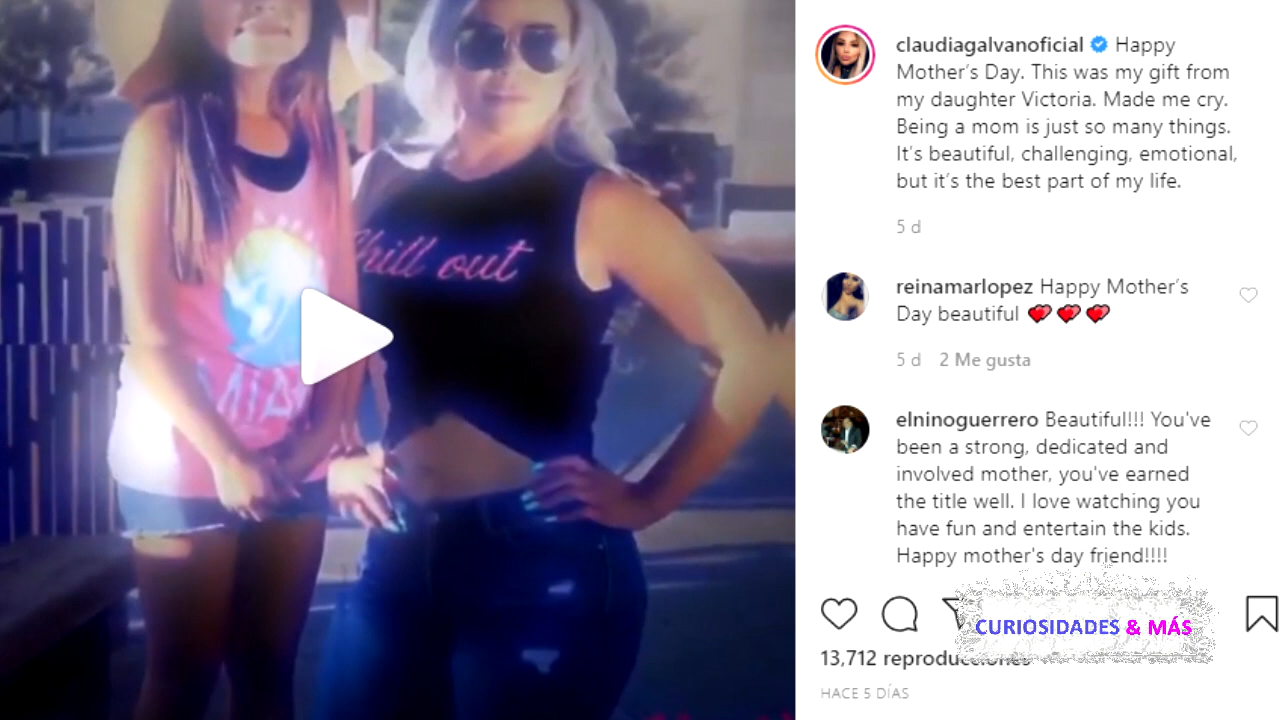 Chill out
MIA
claudiagalvanoficial Happy
Mother's Day. This was my gift from
my daughter Victoria. Made me cry.
Being a mom is just so many things.
It's beautiful, challenging, emotional,
but it's the best part of my life.
5 d
reinamarlopez Happy Mother's
Day beautiful 💞💞💞
5 d 2 Me gusta
elninoguerrero Beautiful!!! You've
been a strong, dedicated and
involved mother, you've earned
the title well. I love watching you
have fun and entertain the kids.
Happy mother's day friend!!!!
CURIOSIDADES & MÁS
13,712 reproducciones
HACE 5 DÍAS